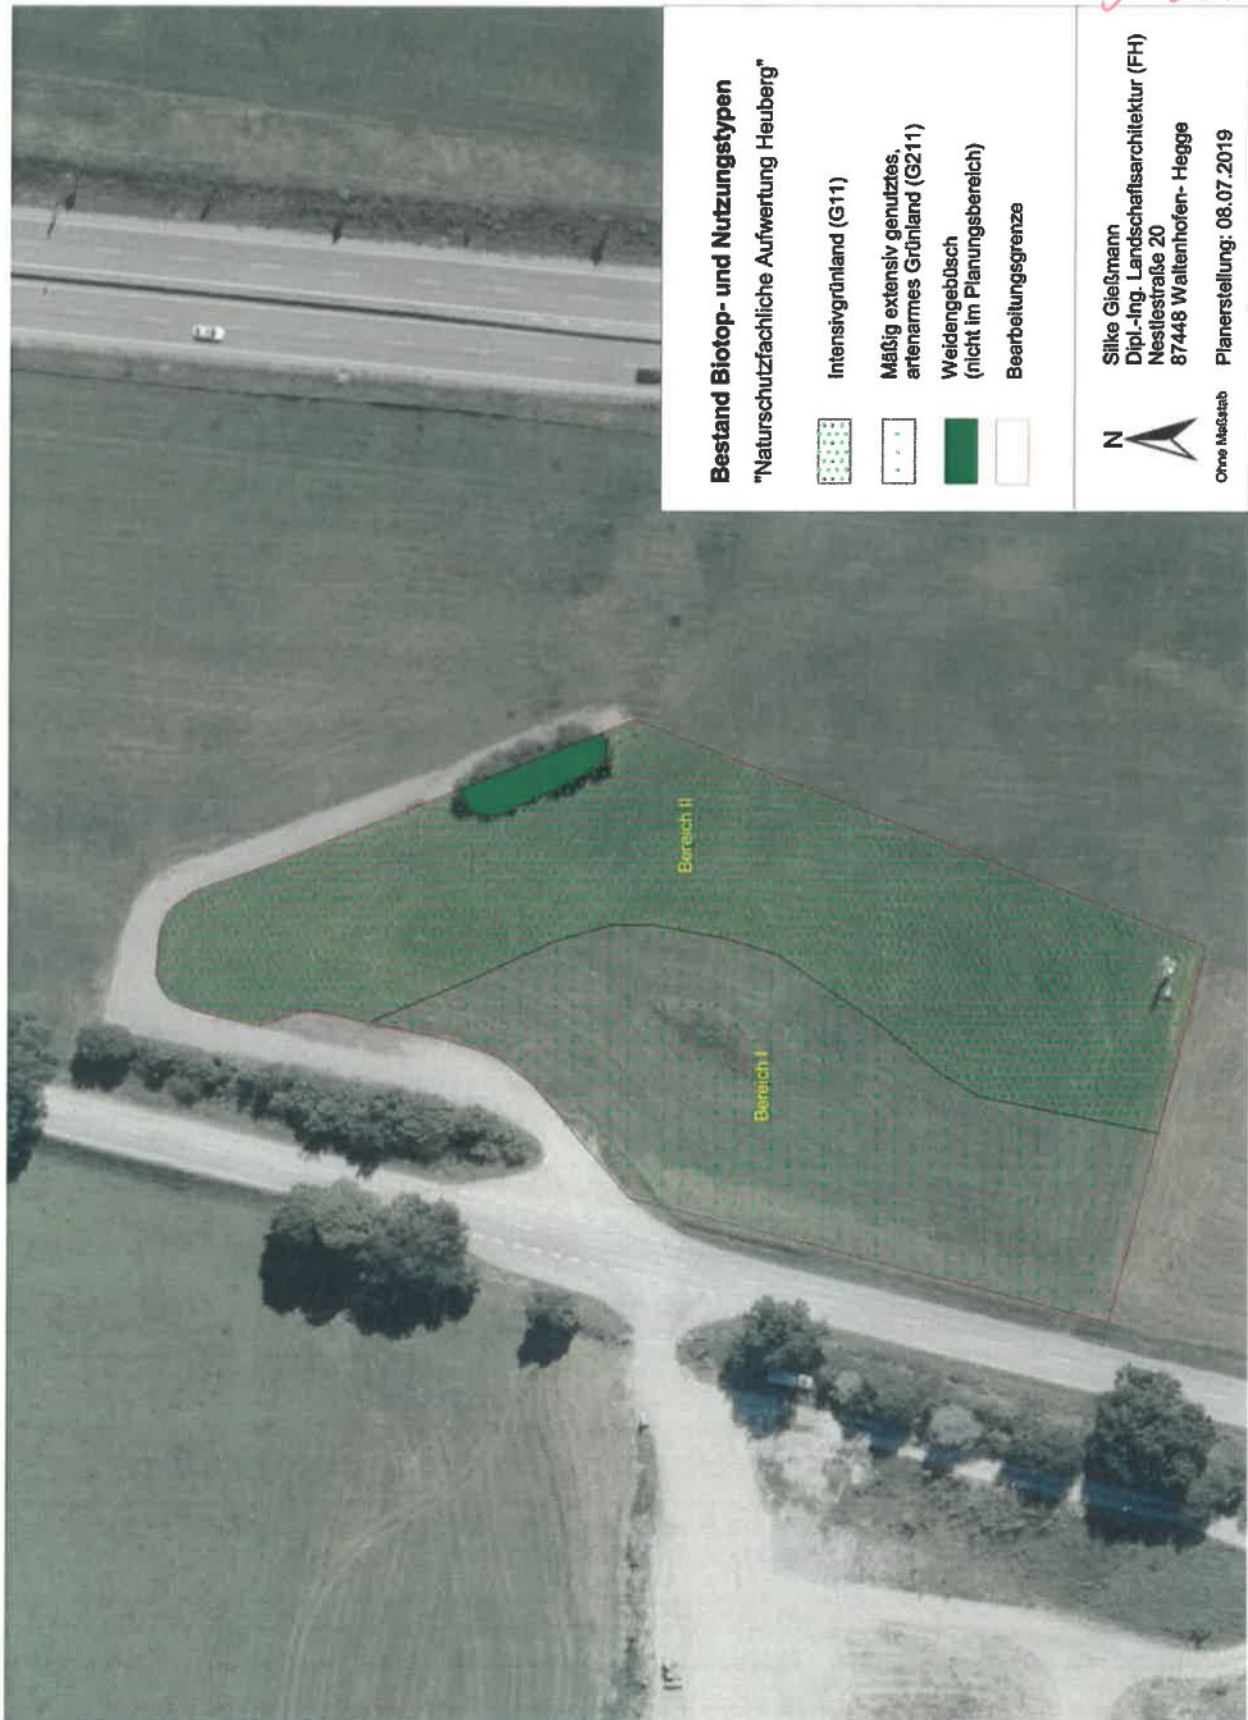 Bestand Biotop- und Nutzungstypen
"Naturschutzfachliche Aufwertung Heuberg"
Intensivgrünland (G11)
Mäßig extensiv genutztes,
artenarmes Grünland (G211)
Weidengebüsch
(nicht im Planungsbereich)
Bearbeitungsgrenze
N
Ohne Maßstab
Silke Gießmann
Dipl.-Ing. Landschaftsarchitektur (FH)
Nestlestraße 20
87448 Waltenhofen- Hegge
Planerstellung: 08.07.2019
Bereich II
Bereich I